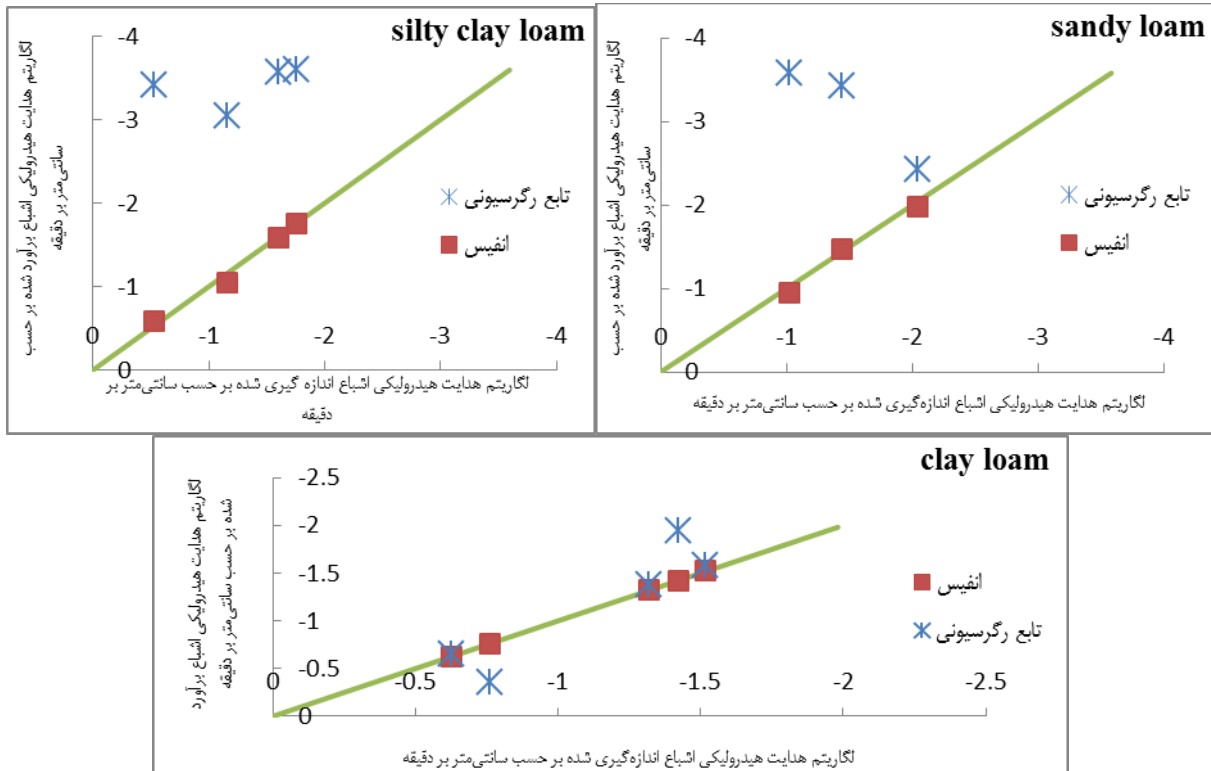 silty clay loam
لگاریتم هدایت هیدرولیکی اشباع برآورد شده بر حسب
سانتی‌متر بر دقیقه
-4
-3
-2
-1
0
0
-1
-2
-3
-4
تابع رگرسیونی
انفیس
لگاریتم هدایت هیدرولیکی اشباع اندازه گیری شده بر حسب سانتی‌متر بر
دقیقه
sandy loam
لگاریتم هدایت هیدرولیکی اشباع برآورد شده بر حسب
سانتی‌متر بر دقیقه
-4
-3
-2
-1
0
0
-1
-2
-3
-4
تابع رگرسیونی
انفیس
لگاریتم هدایت هیدرولیکی اشباع اندازه‌گیری شده بر حسب سانتی‌متر بر دقیقه
clay loam
لگاریتم هدایت هیدرولیکی اشباع برآورد
شده بر حسب سانتی‌متر بر دقیقه
-2.5
-2
-1.5
-1
-0.5
0
0
-0.5
-1
-1.5
-2
-2.5
انفیس
تابع رگرسیونی
لگاریتم هدایت هیدرولیکی اشباع اندازه‌گیری شده بر حسب سانتی‌متر بر دقیقه